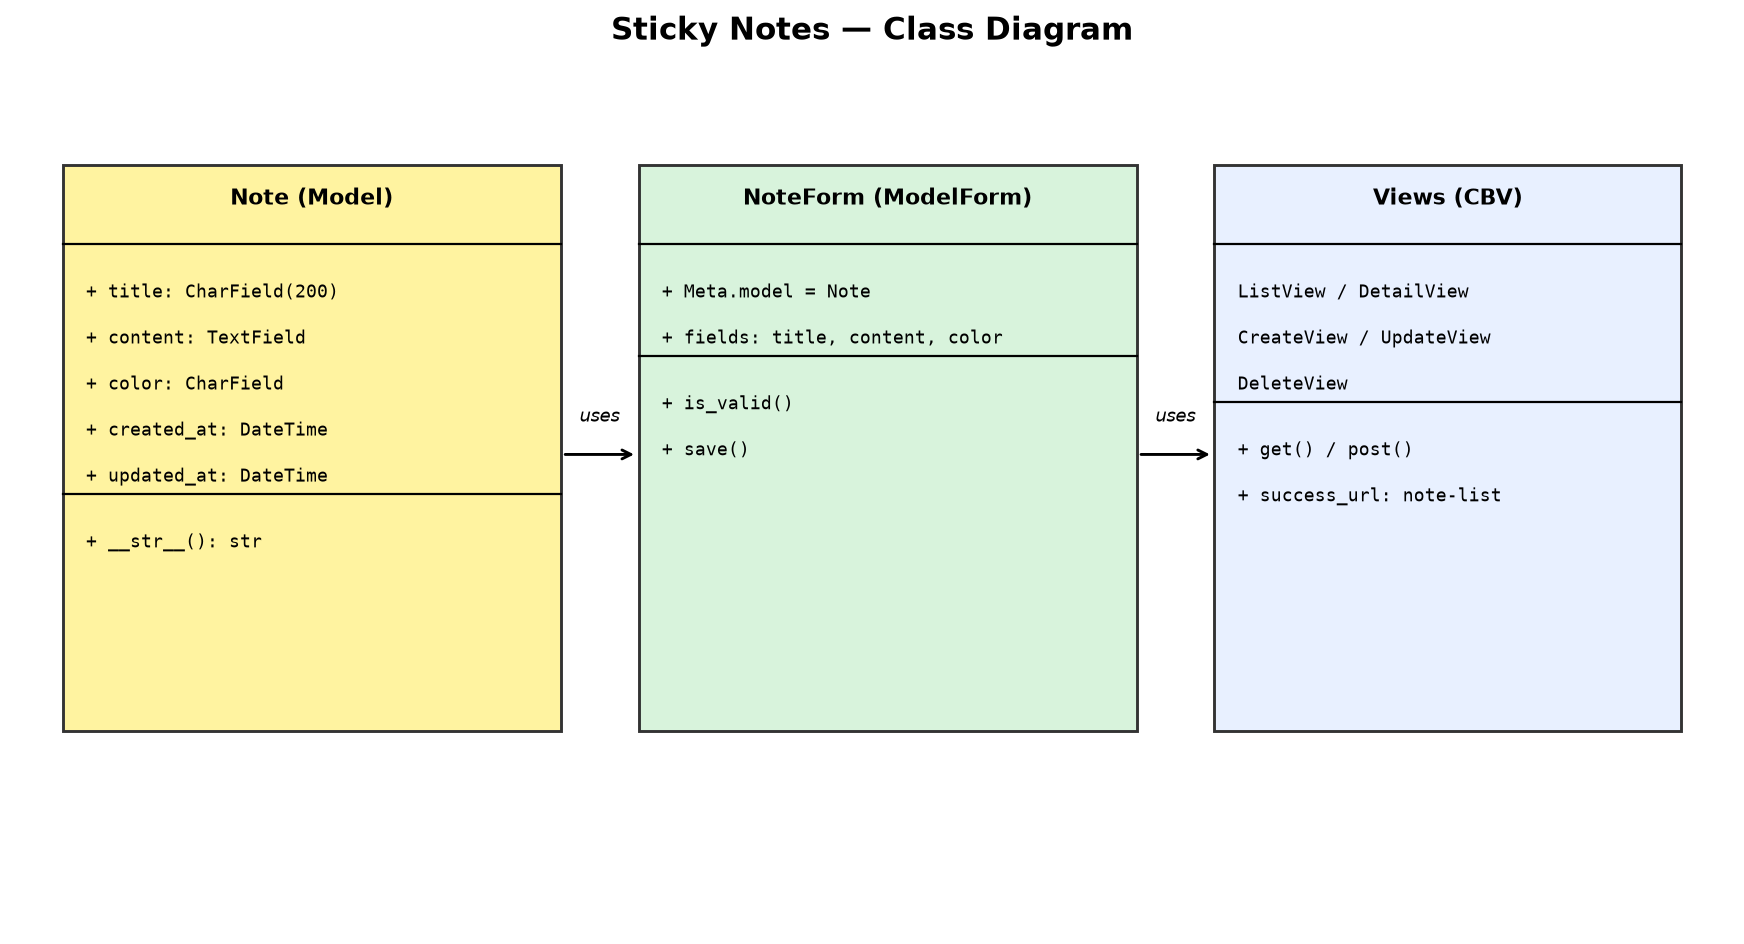 Sticky Notes — Class Diagram
Note (Model)
+ title: CharField(200)
+ content: TextField
+ color: CharField
+ created_at: DateTime
+ updated_at: DateTime
+ __str__(): str
uses
NoteForm (ModelForm)
+ Meta.model = Note
+ fields: title, content, color
+ is_valid()
+ save()
uses
Views (CBV)
ListView / DetailView
CreateView / UpdateView
DeleteView
+ get() / post()
+ success_url: note-list